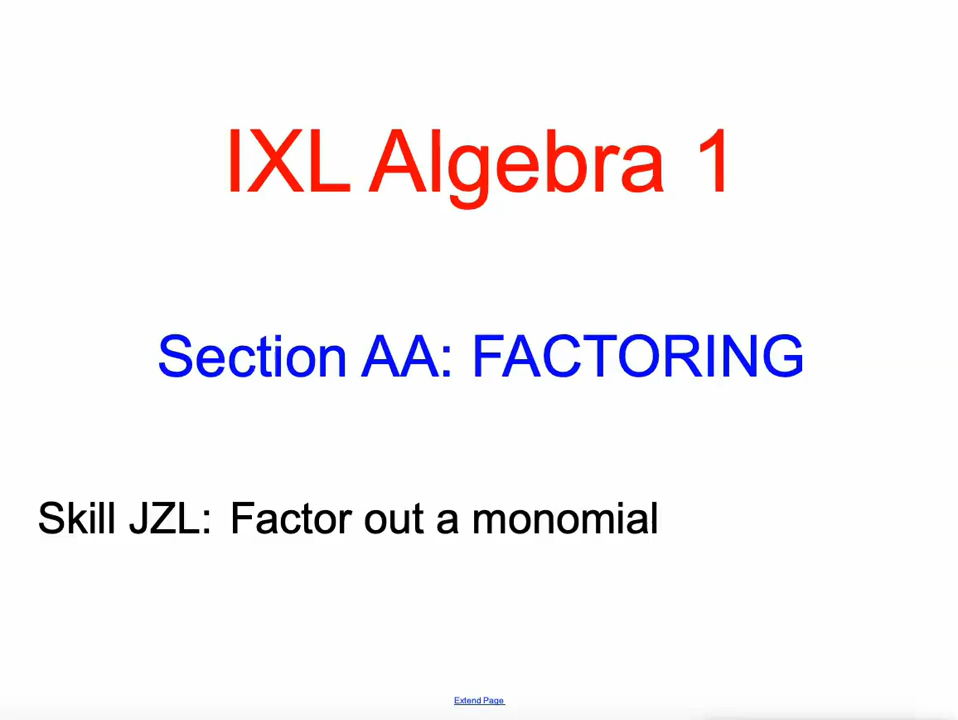 IXL Algebra 1
Section AA: FACTORING
Skill JZL: Factor out a monomial
Extend Page